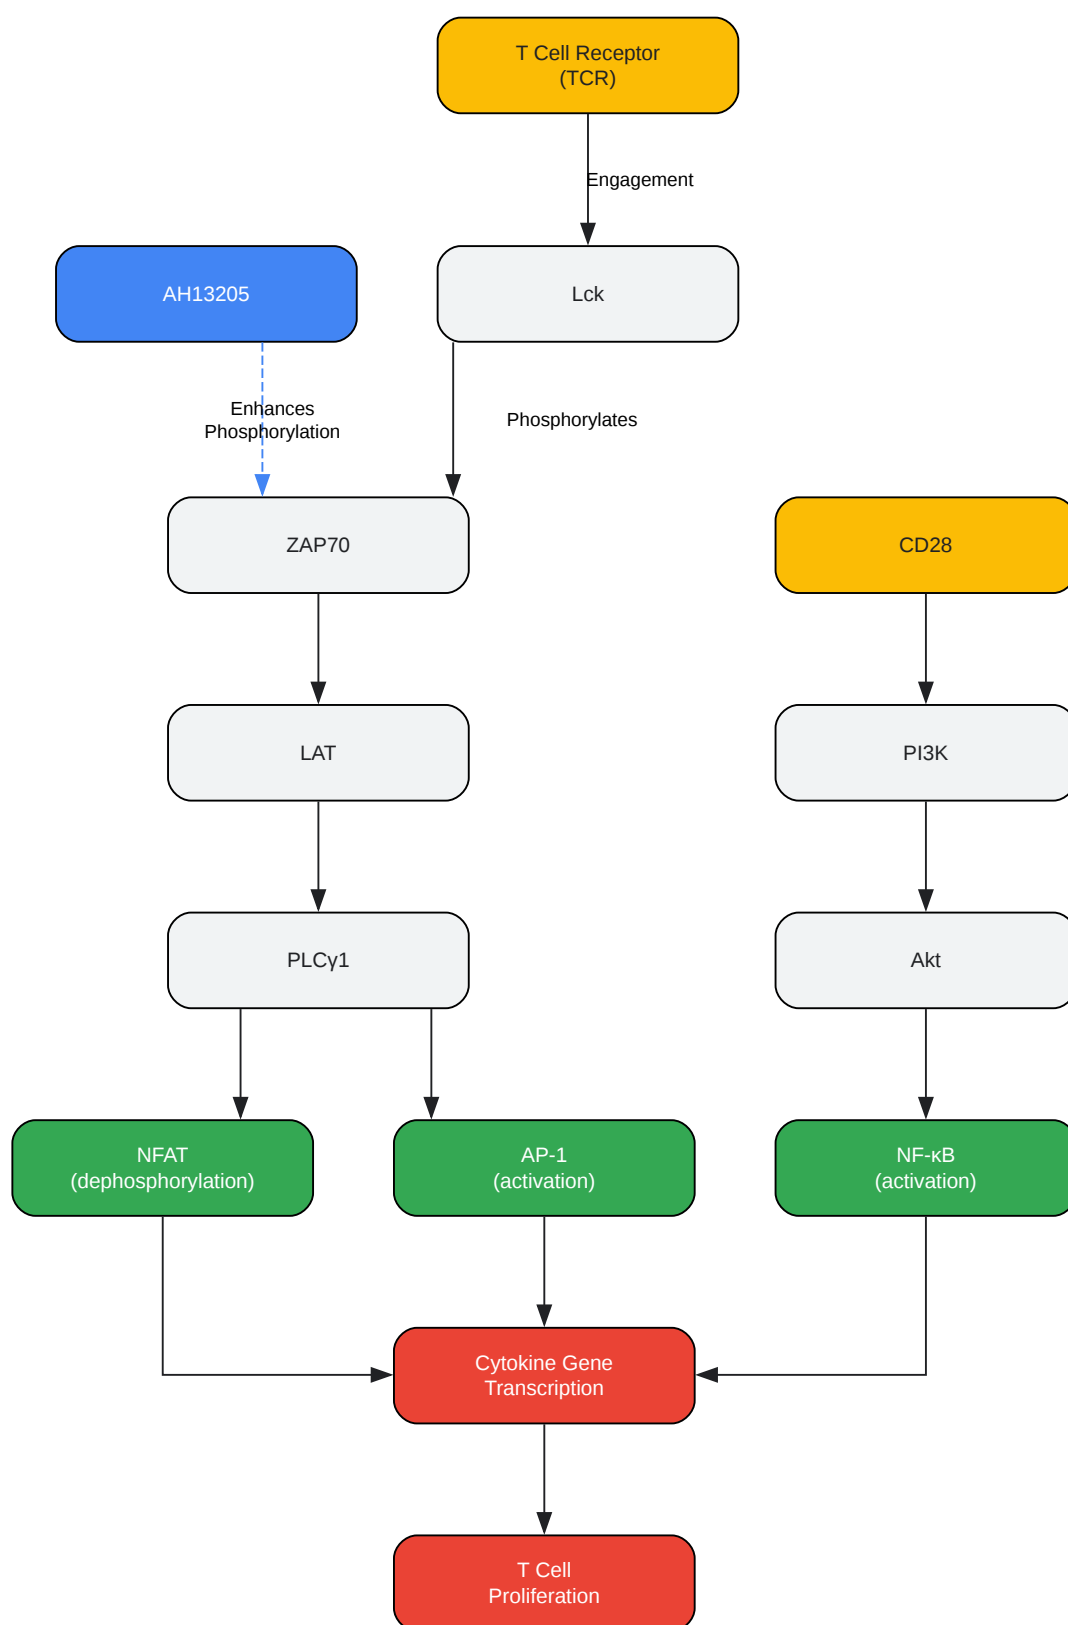 T Cell Receptor
(TCR)
Engagement
AH13205
Lck
Enhances
Phosphorylation
Phosphorylates
ZAP70
CD28
LAT
PI3K
PLCγ1
Akt
NFAT
(dephosphorylation)
AP-1
(activation)
NF-κB
(activation)
Cytokine Gene
Transcription
T Cell
Proliferation